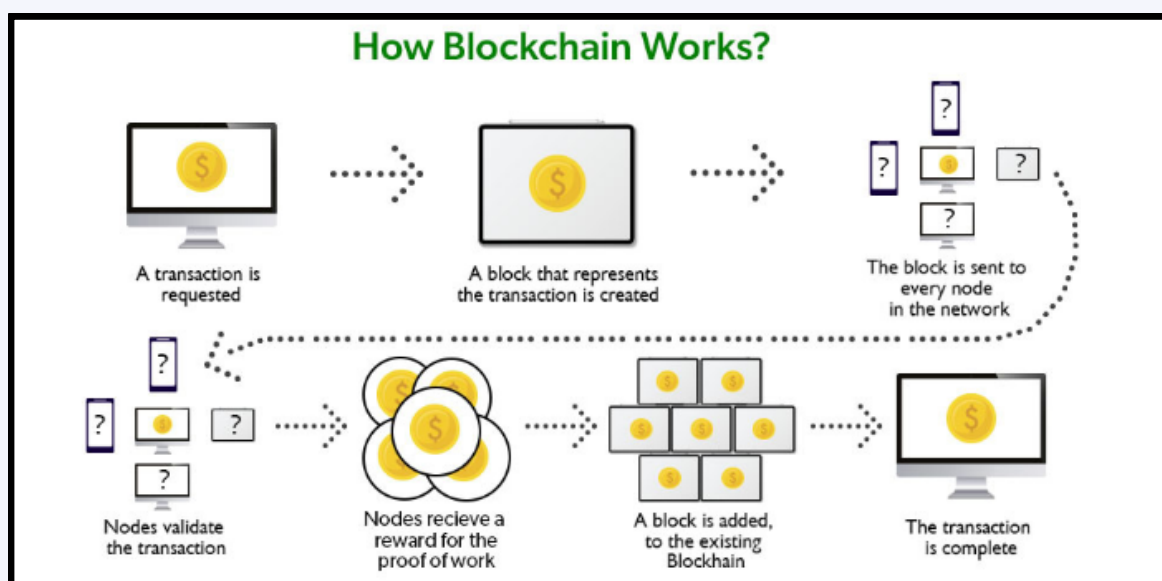 How Blockchain Works?
$
$
?
?
$
?
?
A transaction is
requested
A block that represents
the transaction is created
The block is sent to
every node
in the network
?
?
$
?
?
$
$
$
$
$
$
$
$
$
$
$
$
$
Nodes validate
the transaction
Nodes recieve a
reward for the
proof of work
A block is added,
to the existing
Blockhain
The transaction
is complete